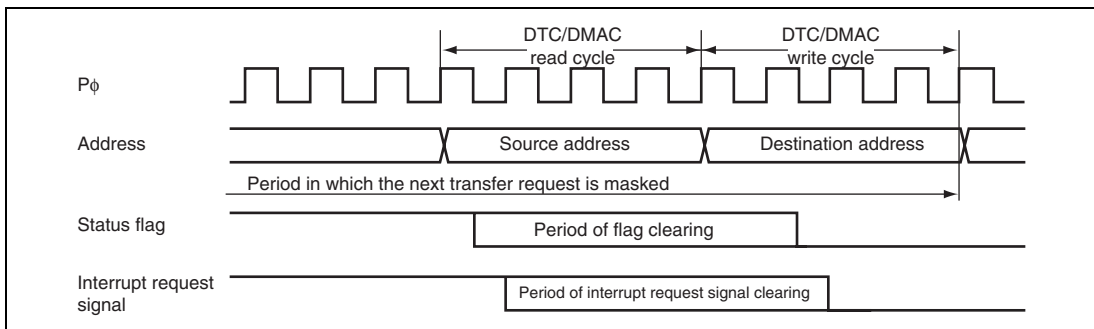 DTC/DMAC
read cycle
DTC/DMAC
write cycle
Pφ
Address
Source address
Destination address
Period in which the next transfer request is masked
Status flag
Period of flag clearing
Interrupt request
signal
Period of interrupt request signal clearing